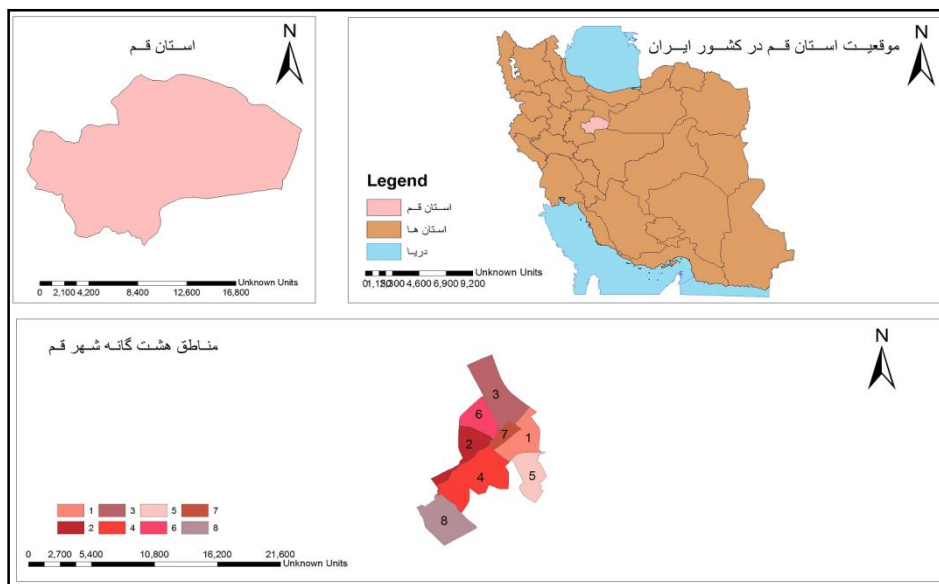 استان قم
N
0 2,100 4,200 8,400 12,600 16,800
Unknown Units
موقعیت استان قم در کشور ایران
N
Legend
استان قم
استان ها
دریا
Unknown Units
4,600 6,900 9,200
مناطق هشت گانه شهر قم
N
3
6
7
1
2
4
5
8
1 3 5 7
2 4 6 8
0 2,700 5,400 10,800 16,200 21,600
Unknown Units